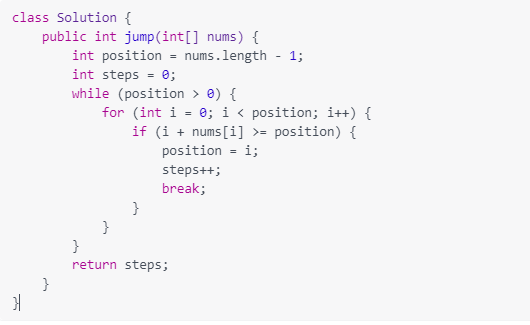 class Solution {
    public int jump(int[] nums) {
        int position = nums.length - 1;
        int steps = 0;
        while (position > 0) {
            for (int i = 0; i < position; i++) {
                if (i + nums[i] >= position) {
                    position = i;
                    steps++;
                    break;
                }
            }
        }
        return steps;
    }
}